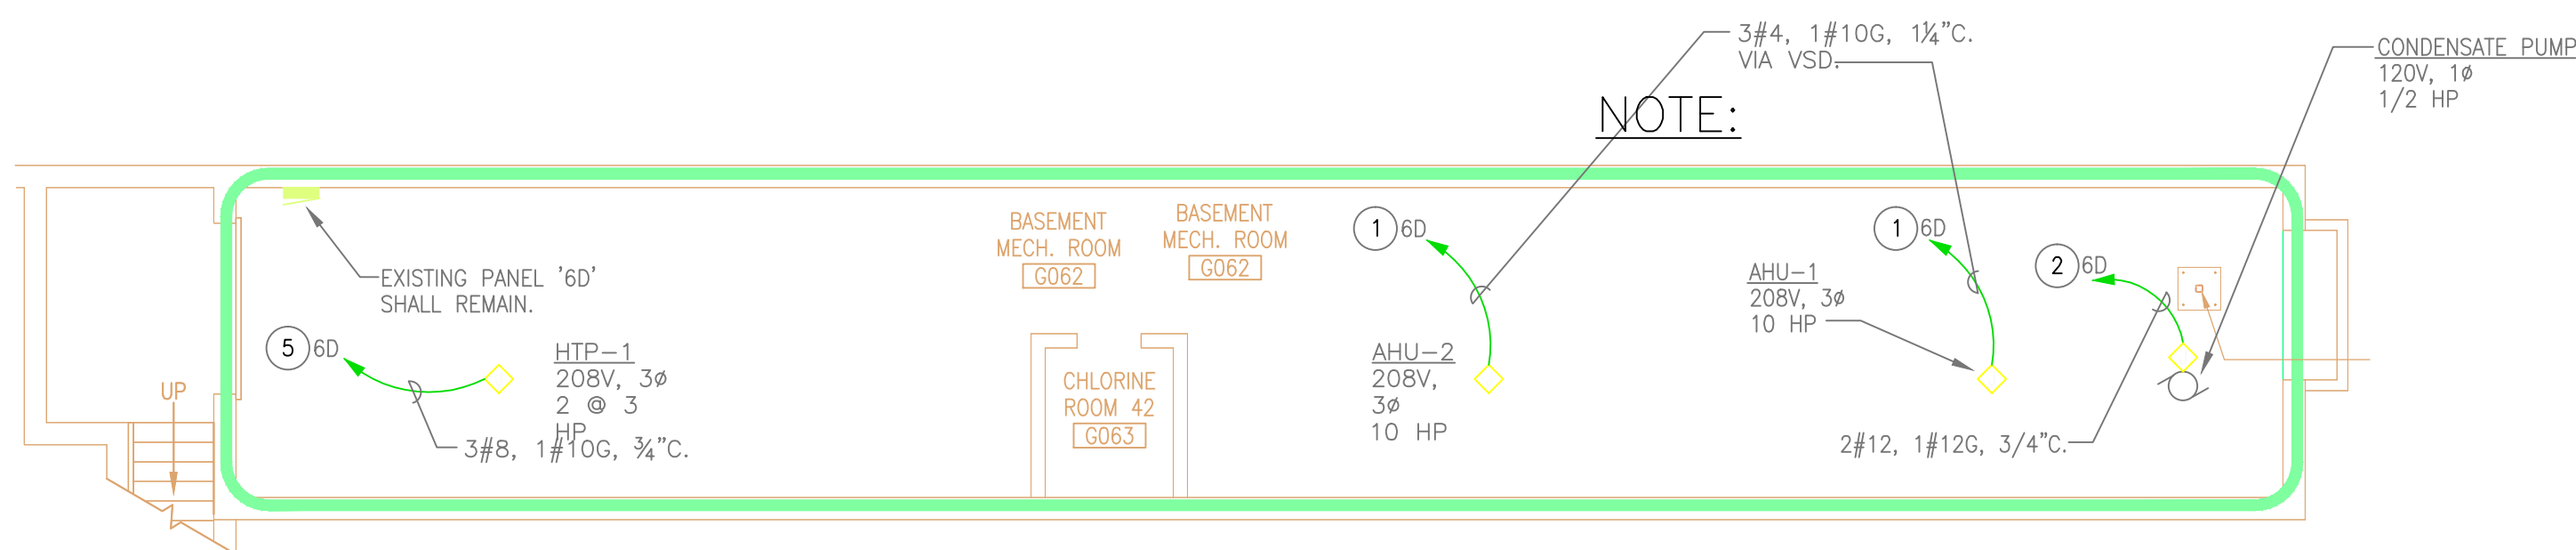 3#4, 1#10G, 1¼"C.
VIA VSD.
CONDENSATE PUMP
120V, 1ø
1/2 HP
NOTE:
BASEMENT
MECH. ROOM
G062
BASEMENT
MECH. ROOM
G062
1 6D
1 6D
2 6D
EXISTING PANEL '6D'
SHALL REMAIN.
AHU-1
208V, 3ø
10 HP
5 6D
HTP-1
208V, 3ø
2 @ 3
HP
AHU-2
208V,
3ø
10 HP
UP
CHLORINE
ROOM 42
G063
3#8, 1#10G, ¾"C.
2#12, 1#12G, 3/4"C.